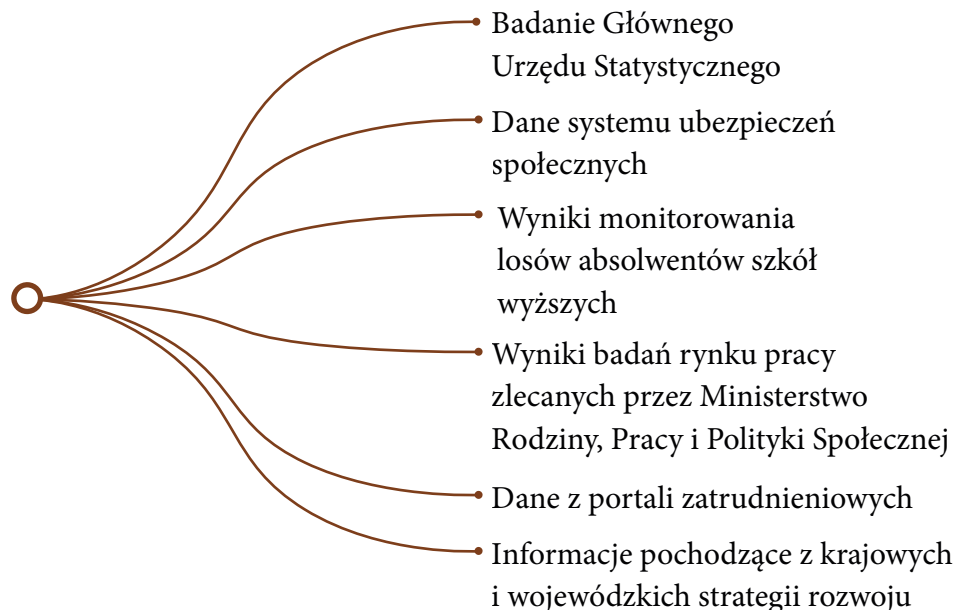 Badanie Głównego
Urzędu Statystycznego
Dane systemu ubezpieczeń
społecznych
Wyniki monitorowania
losów absolwentów szkół
wyższych
Wyniki badań rynku pracy
zlecanych przez Ministerstwo
Rodziny, Pracy i Polityki Społecznej
Dane z portali zatrudnieniowych
Informacje pochodzące z krajowych
i wojewódzkich strategii rozwoju